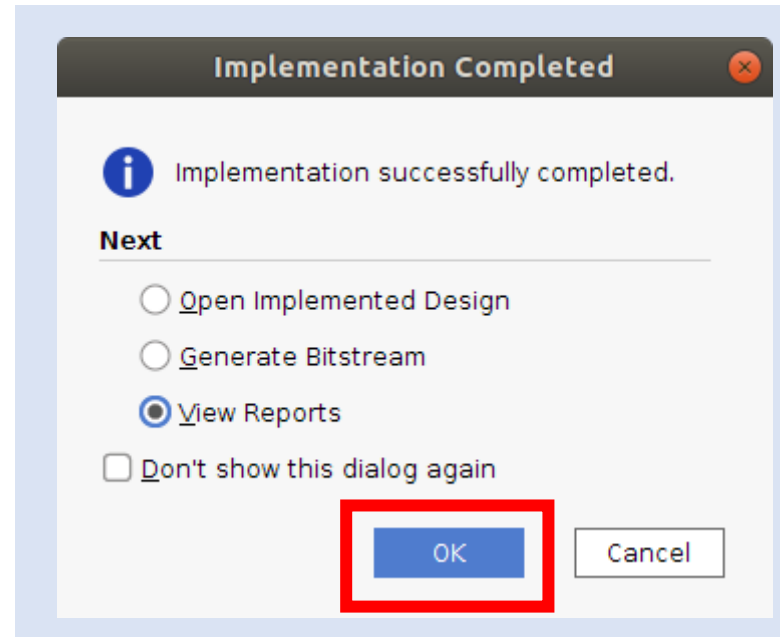 Implementation Completed
Implementation successfully completed.
Next
Open Implemented Design
Generate Bitstream
View Reports
Don't show this dialog again
OK
Cancel